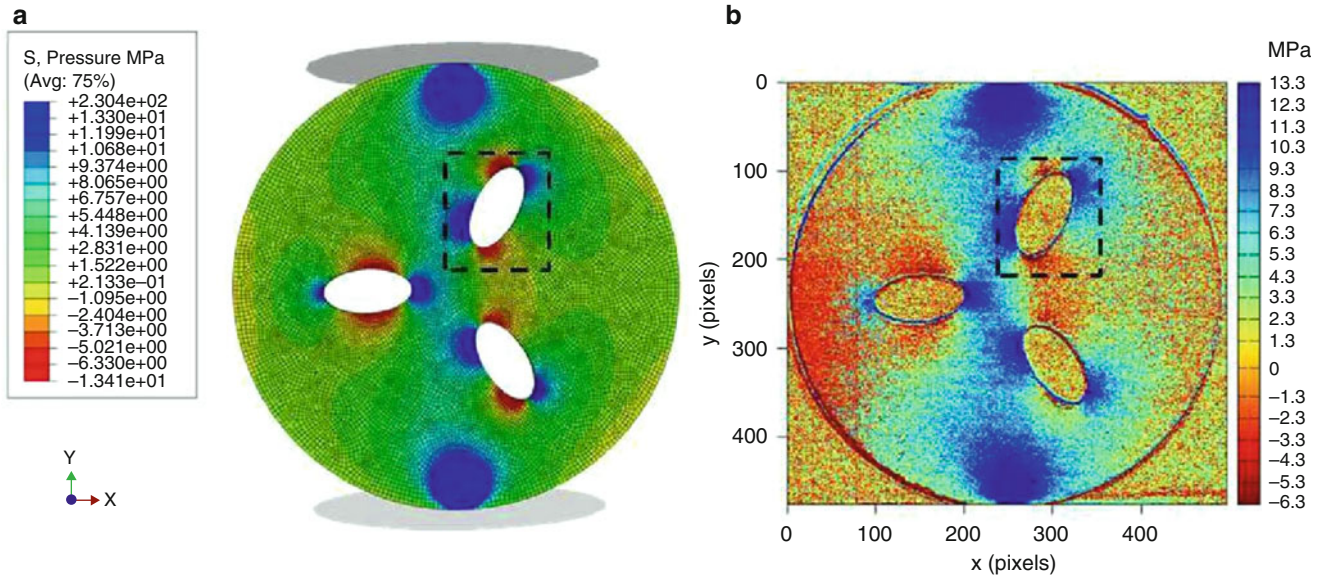 a
S, Pressure MPa
(Avg: 75%)
+2.304e+02
+1.330e+01
+1.199e+01
+1.068e+01
+9.374e+00
+8.065e+00
+6.757e+00
+5.448e+00
+4.139e+00
+2.831e+00
+1.522e+00
+2.133e–01
–1.095e+00
–2.404e+00
–3.713e+00
–5.021e+00
–6.330e+00
–1.341e+01
Y
X
b
MPa
0
100
200
300
400
y (pixels)
0
100
200
300
400
x (pixels)
13.3
12.3
11.3
10.3
9.3
8.3
7.3
6.3
5.3
4.3
3.3
2.3
1.3
0
–1.3
–2.3
–3.3
–4.3
–5.3
–6.3